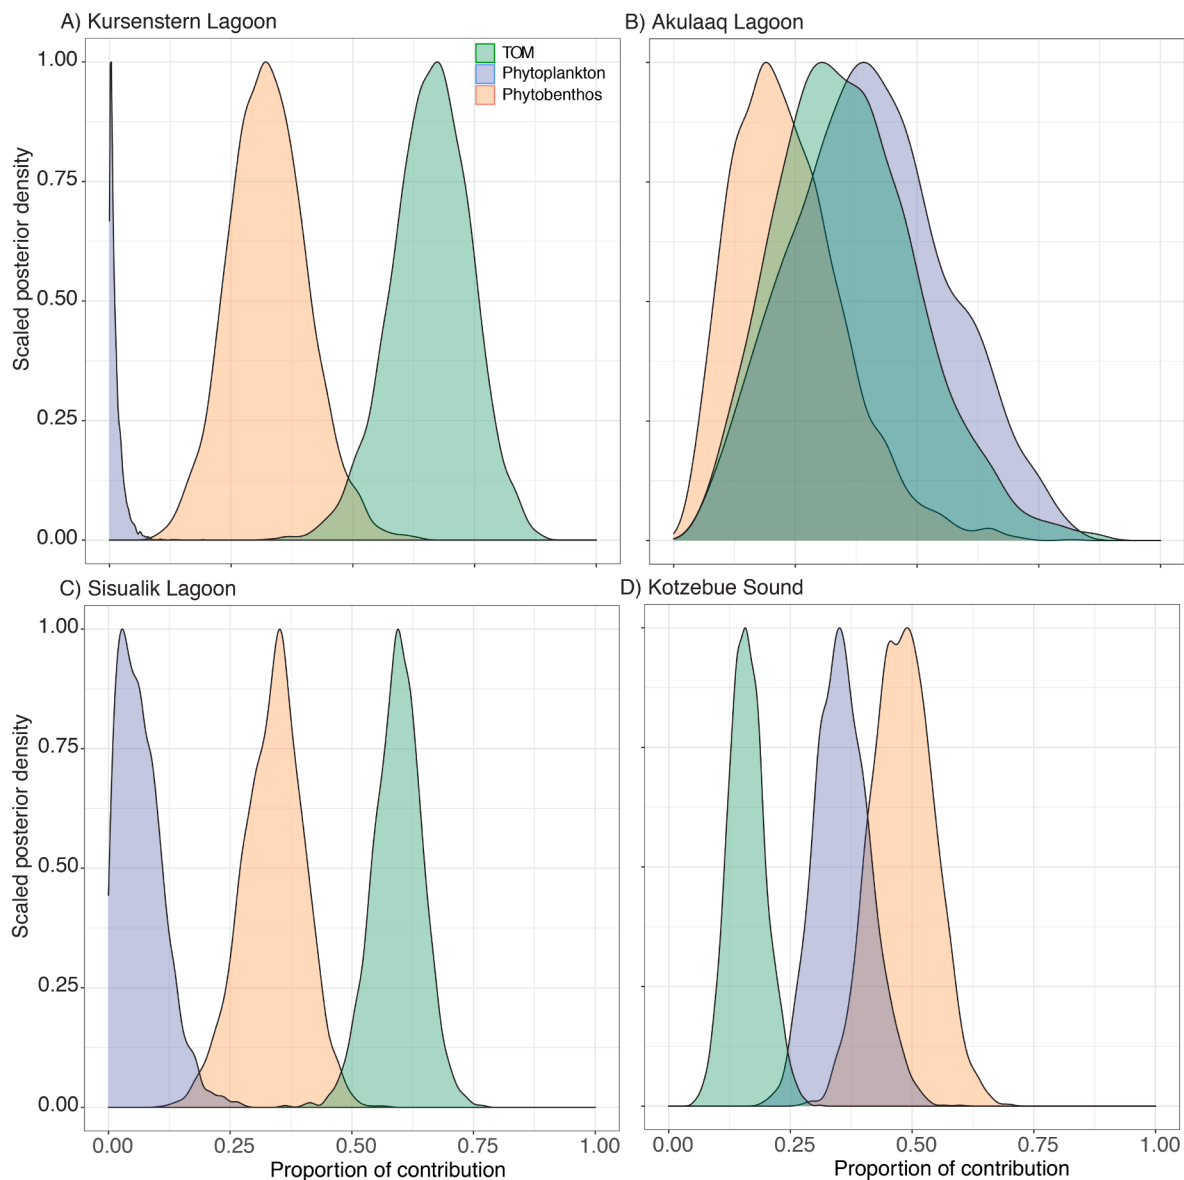 A) Kursenstern Lagoon
B) Akulaaq Lagoon
TOM
Phytoplankton
Phytobenthos
1.00
0.75
0.50
0.25
0.00
Scaled posterior density
C) Sisualik Lagoon
D) Kotzebue Sound
1.00
0.75
0.50
0.25
0.00
Scaled posterior density
0.00 0.25 0.50 0.75 1.00
0.00 0.25 0.50 0.75 1.00
Proportion of contribution
Proportion of contribution